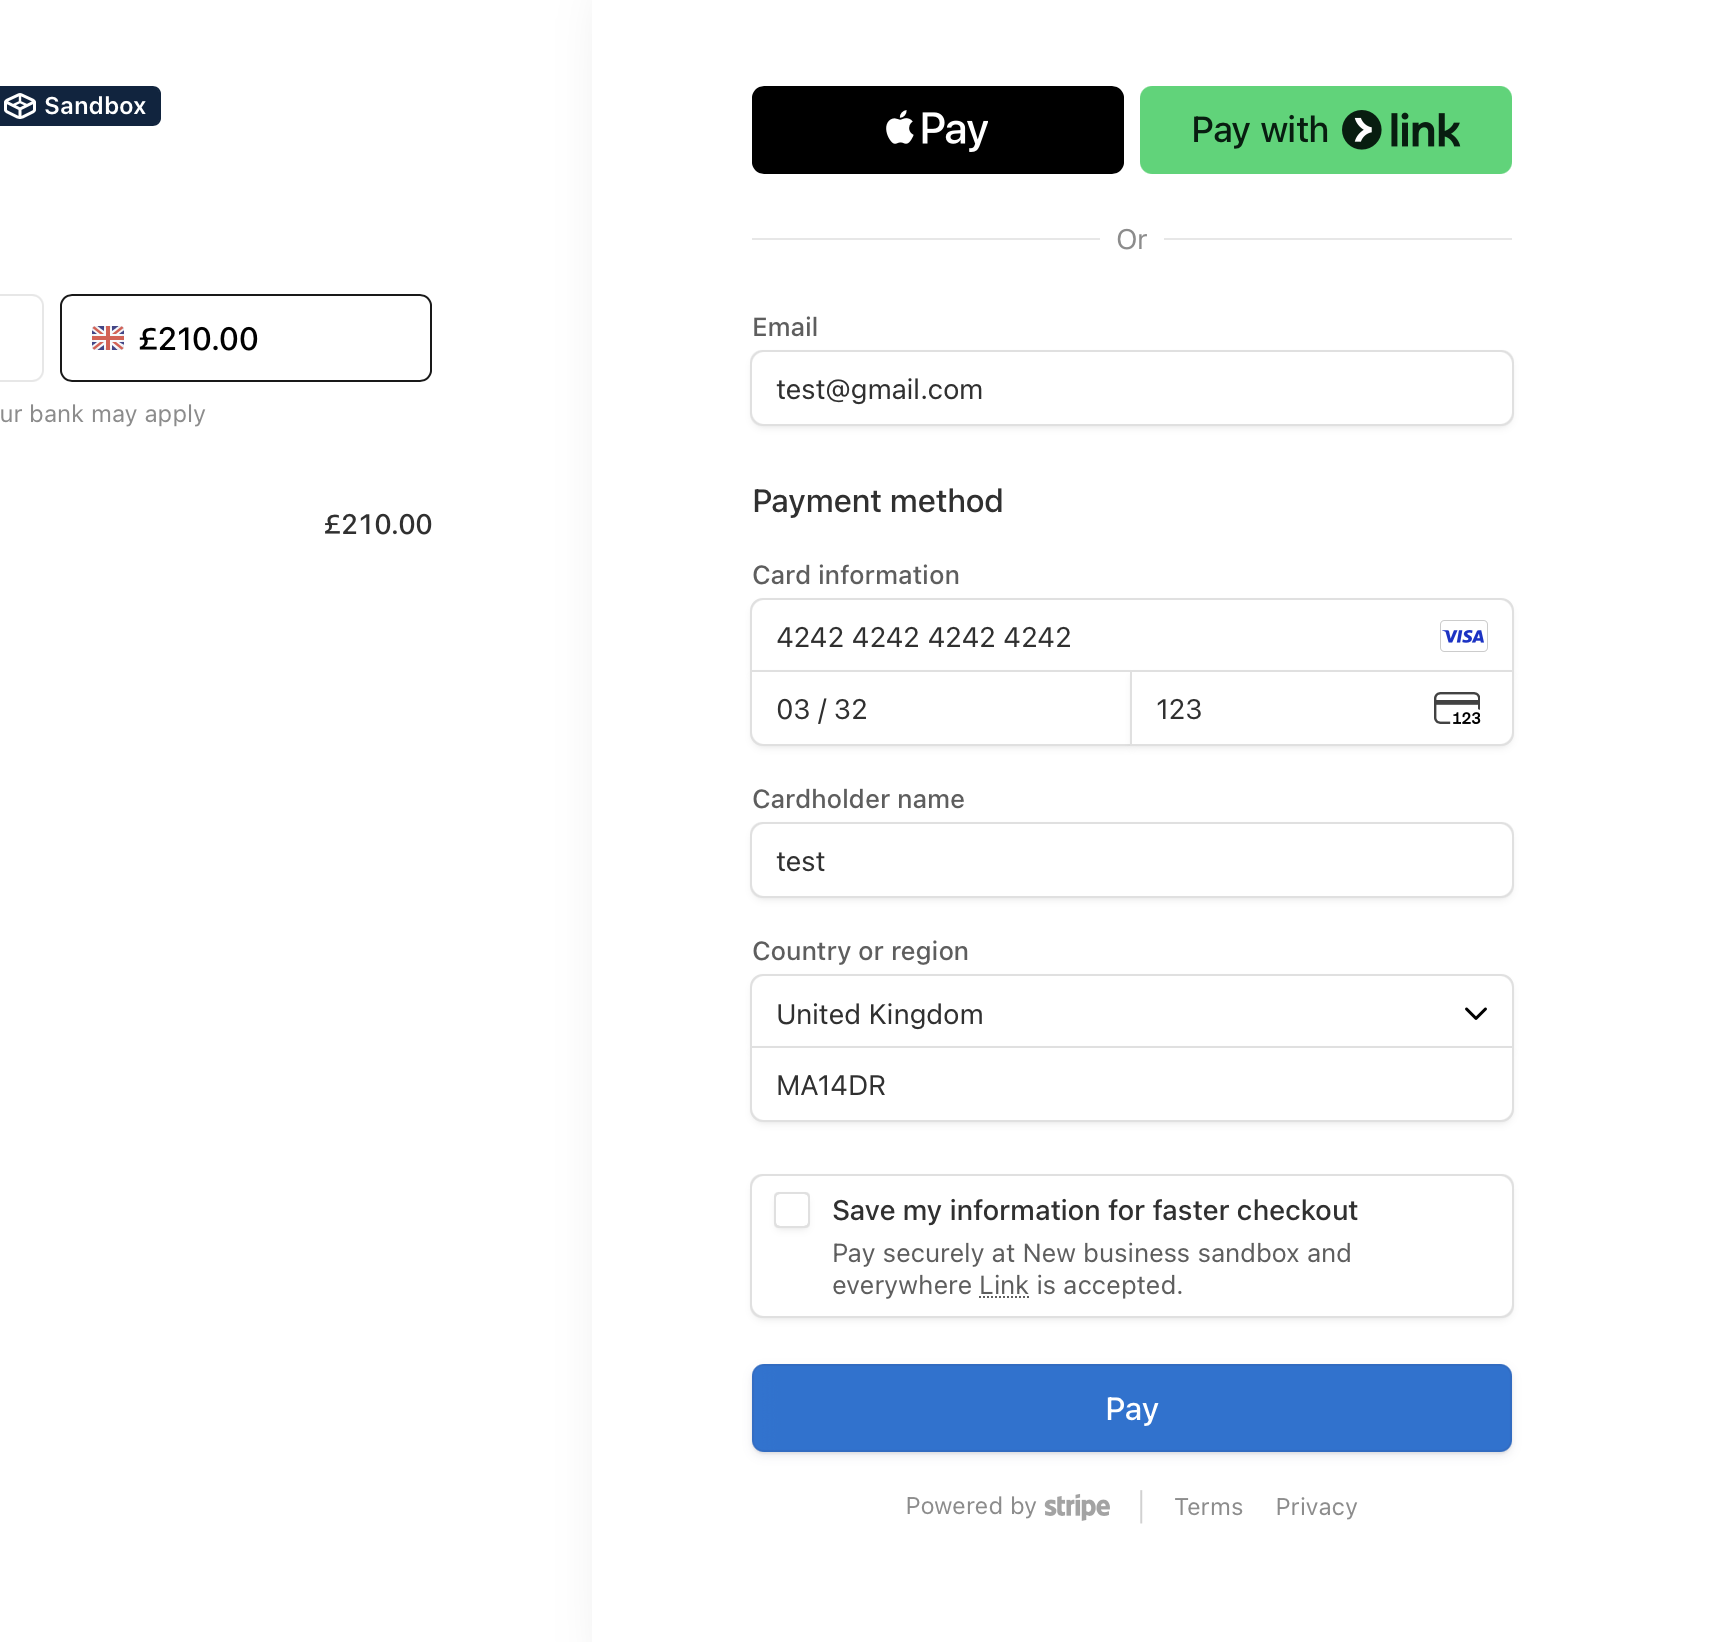 Sandbox
£210.00
ur bank may apply
£210.00
Pay
Pay with link
Or
Email
test@gmail.com
Payment method
Card information
4242 4242 4242 4242
VISA
03 / 32
123
123
Cardholder name
test
Country or region
United Kingdom
MA14DR
Save my information for faster checkout
Pay securely at New business sandbox and
everywhere Link is accepted.
Pay
Powered by stripe
Terms
Privacy